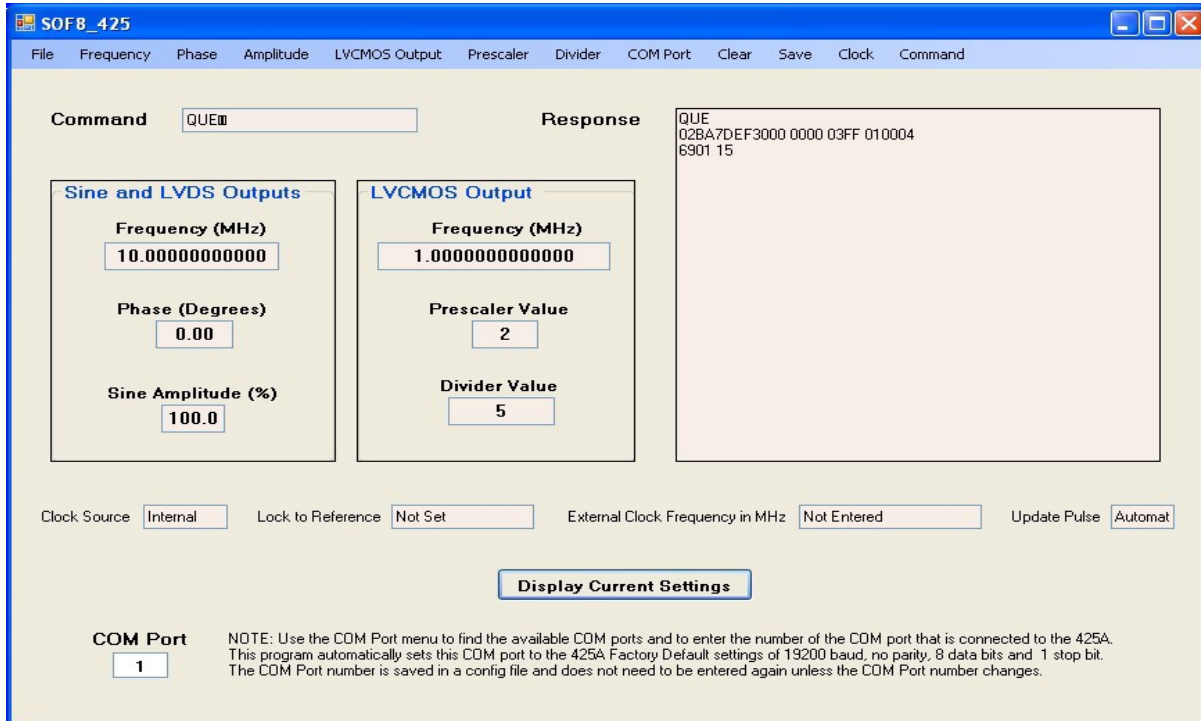 SOF8_425
File Frequency Phase Amplitude LVCMOS Output Prescaler Divider COM Port Clear Save Clock Command
Command
QUE
Response
QUE
02BA7DEF3000 0000 03FF 010004
6901 15
Sine and LVDS Outputs
Frequency (MHz)
10.00000000000
Phase (Degrees)
0.00
Sine Amplitude (%)
100.0
LVCMOS Output
Frequency (MHz)
1.0000000000000
Prescaler Value
2
Divider Value
5
Clock Source Internal Lock to Reference Not Set External Clock Frequency in MHz Not Entered Update Pulse Automat
Display Current Settings
COM Port
1
NOTE: Use the COM Port menu to find the available COM ports and to enter the number of the COM port that is connected to the 425A.
This program automatically sets this COM port to the 425A Factory Default settings of 19200 baud, no parity, 8 data bits and 1 stop bit.
The COM Port number is saved in a config file and does not need to be entered again unless the COM Port number changes.